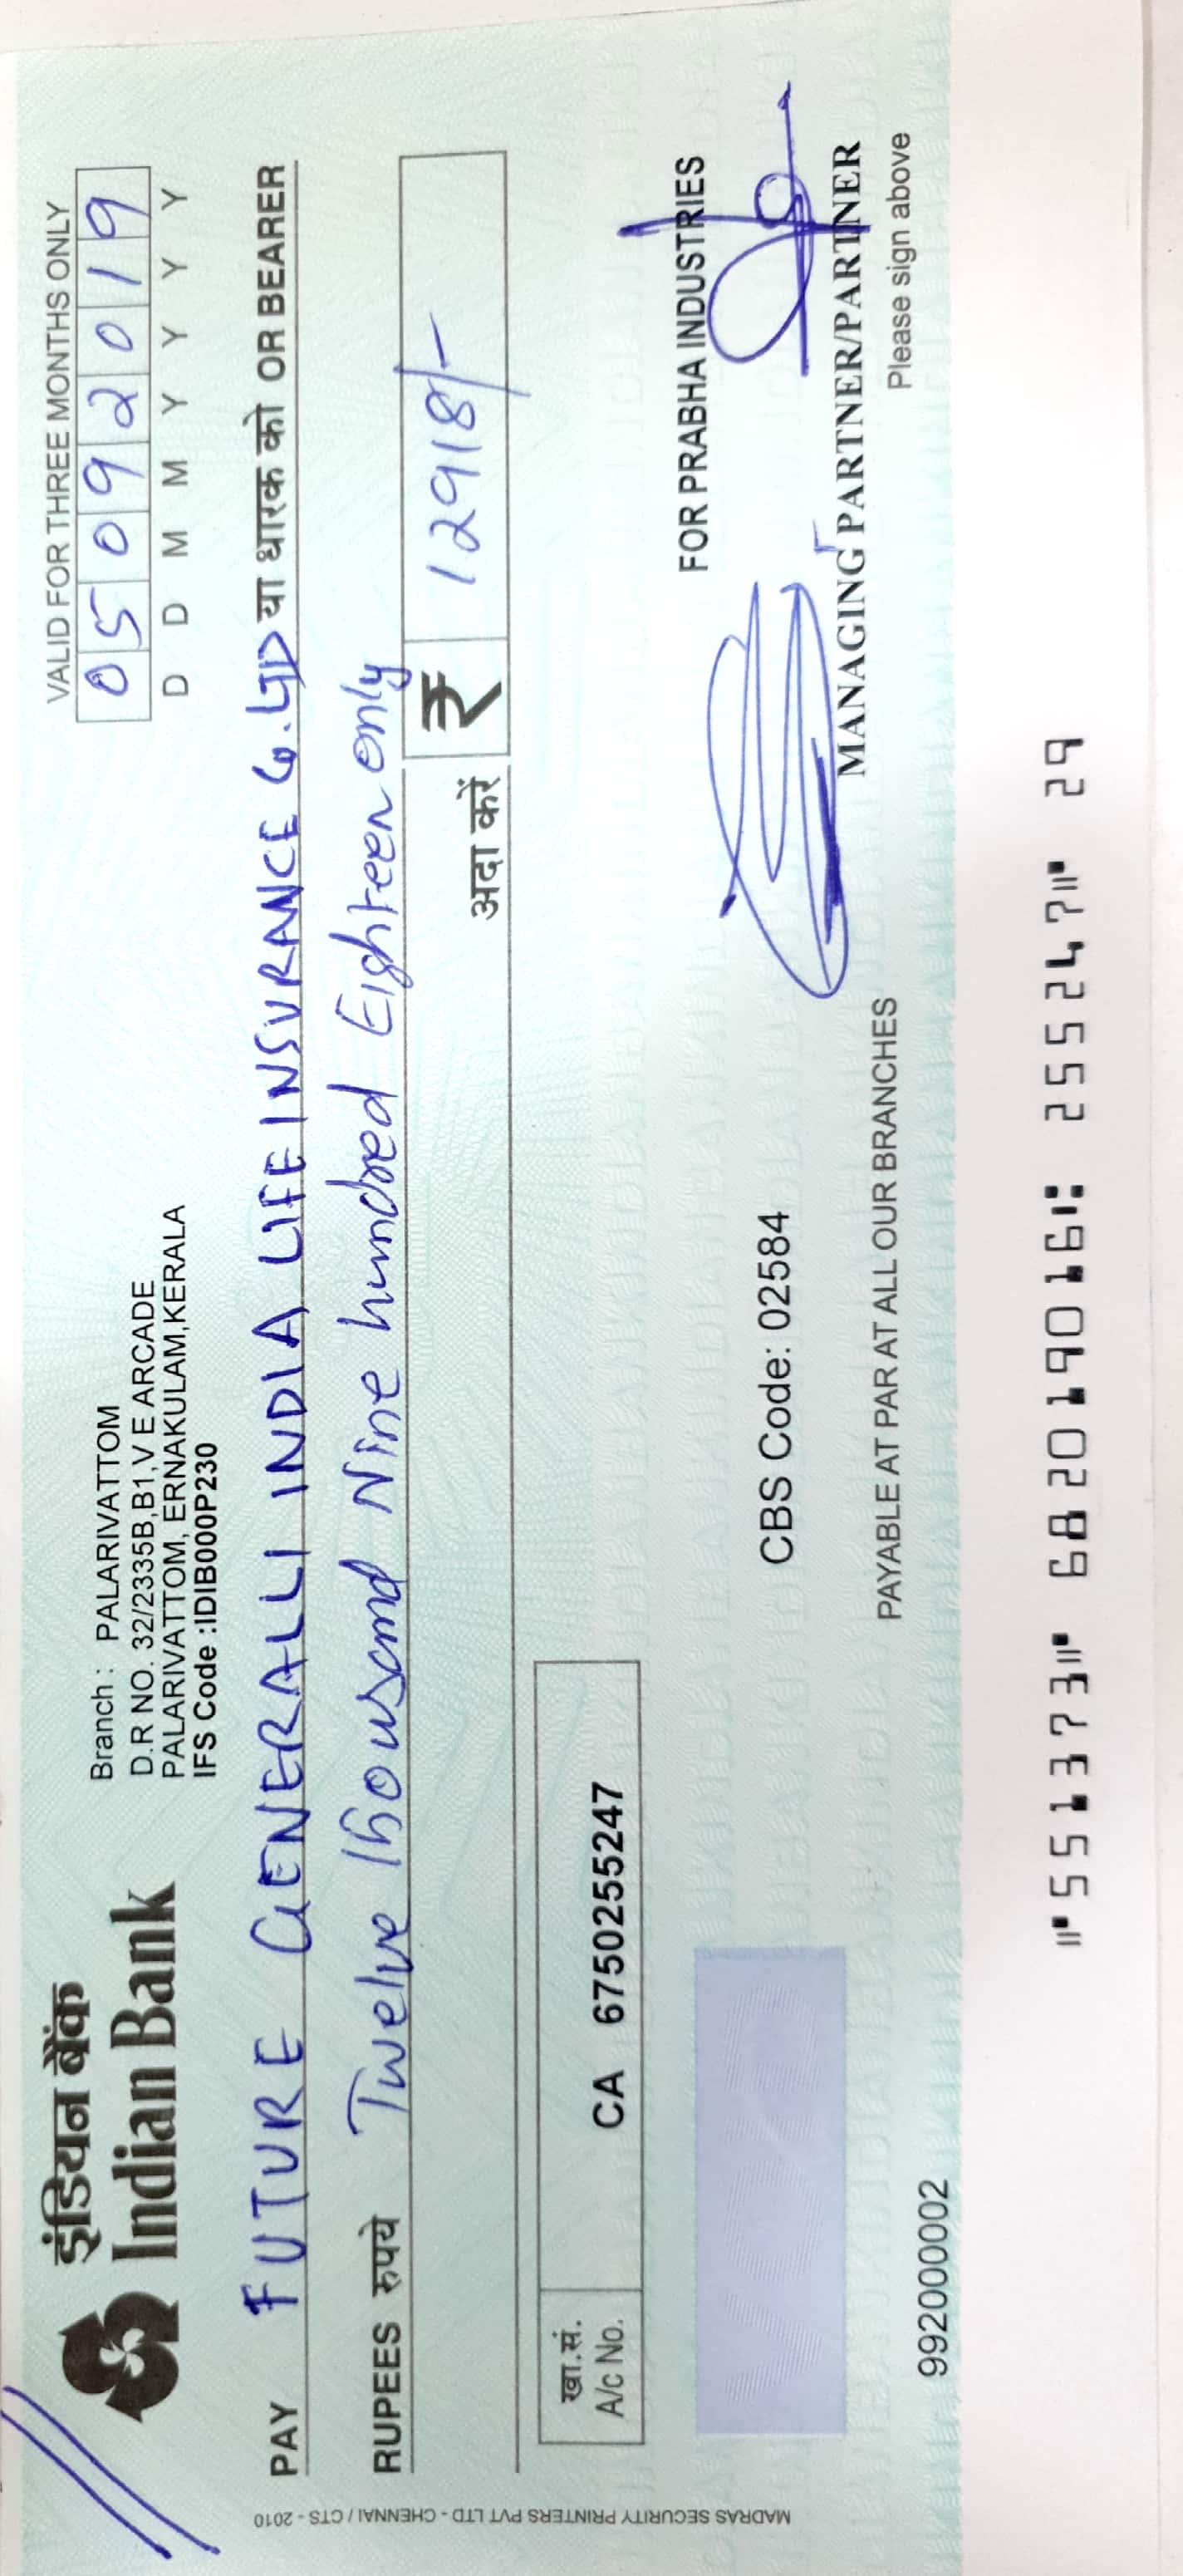 इंडियन बैंक
Indian Bank
Branch : PALARIVATTOM
D.R NO. 32/2335B,B1,V E ARCADE
PALARIVATTOM, ERNAKULAM,KERALA
IFS Code :IDIB000P230
VALID FOR THREE MONTHS ONLY
05092019
D D M M Y Y Y Y
PAY FUTURE GENERALLI INDIA LIFE INSURANCE Co. LTD या धारक को OR BEARER
RUPEES रुपये Twelve Thousand Nine hundred Eighteen only
अदा करें ₹ 12918/-
खा.सं.
A/c No. CA 6750255247
FOR PRABHA INDUSTRIES
CBS Code: 02584
MANAGING PARTNER/PARTNER
PAYABLE AT PAR AT ALL OUR BRANCHES
Please sign above
992000002
MADRAS SECURITY PRINTERS PVT LTD - CHENNAI / CTS - 2010
⑈551373⑈ 682019016⑆ 255247⑈ 29
VOID